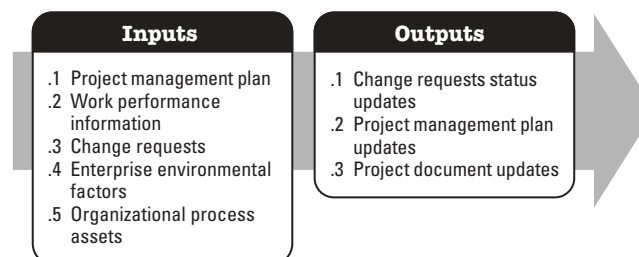 Inputs
.1 Project management plan
.2 Work performance
information
.3 Change requests
.4 Enterprise environmental
factors
.5 Organizational process
assets
Outputs
.1 Change requests status
updates
.2 Project management plan
updates
.3 Project document updates